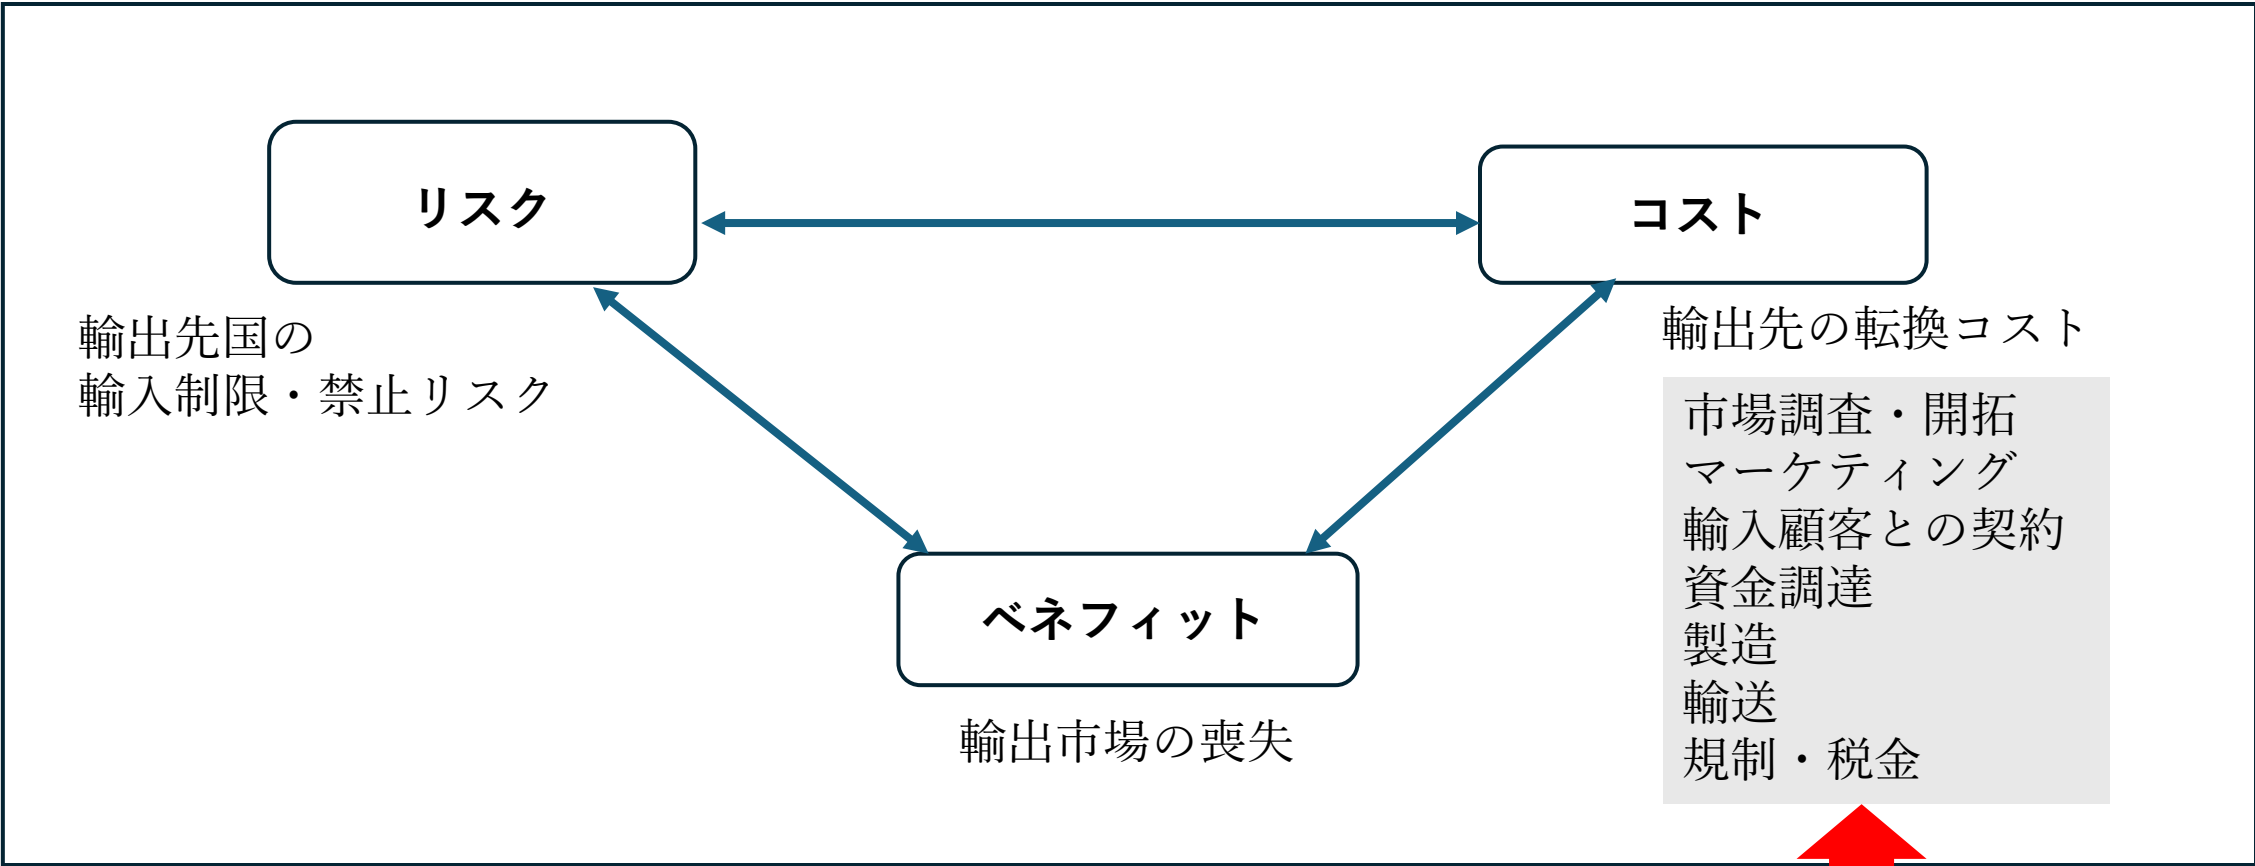 リスク
コスト
輸出先国の
輸入制限・禁止リスク
輸出先の転換コスト
市場調査・開拓
マーケティング
輸入顧客との契約
資金調達
製造
輸送
規制・税金
ベネフィット
輸出市場の喪失